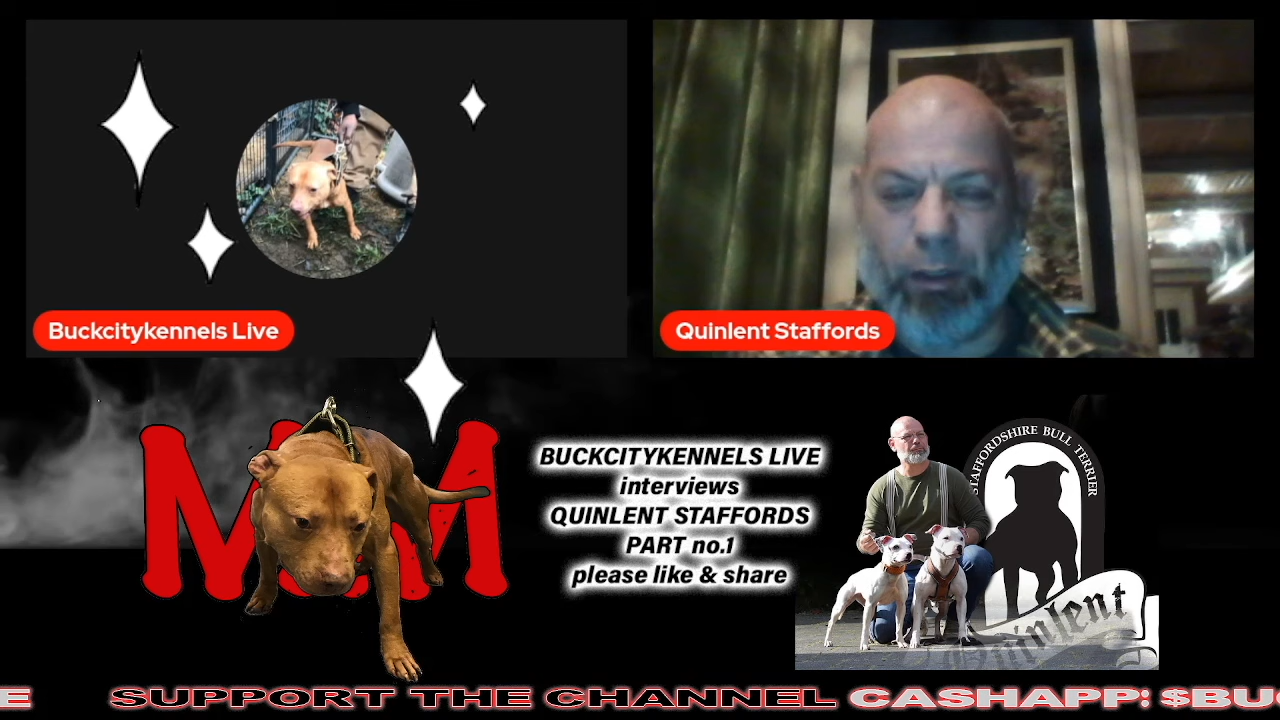 Buckcitykennels Live
Quinlent Staffords
BUCKCITYKENNELS LIVE
interviews
QUINLENT STAFFORDS
PART no.1
please like & share
STAFFORDSHIRE BULL TERRIER
Quinlent
E SUPPORT THE CHANNEL CASHAPP: $BUC